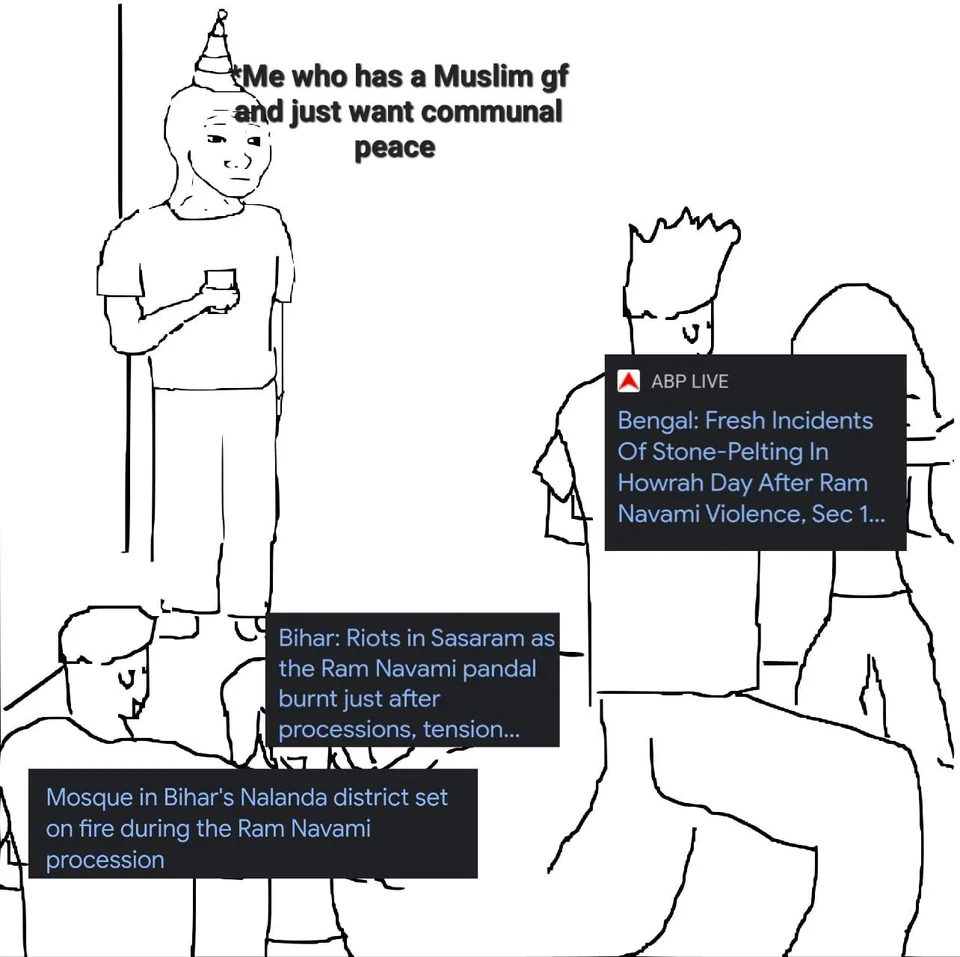 *Me who has a Muslim gf
and just want communal
peace
ABP LIVE
Bengal: Fresh Incidents
Of Stone-Pelting In
Howrah Day After Ram
Navami Violence, Sec 1...
Bihar: Riots in Sasaram as
the Ram Navami pandal
burnt just after
processions, tension...
Mosque in Bihar's Nalanda district set
on fire during the Ram Navami
procession